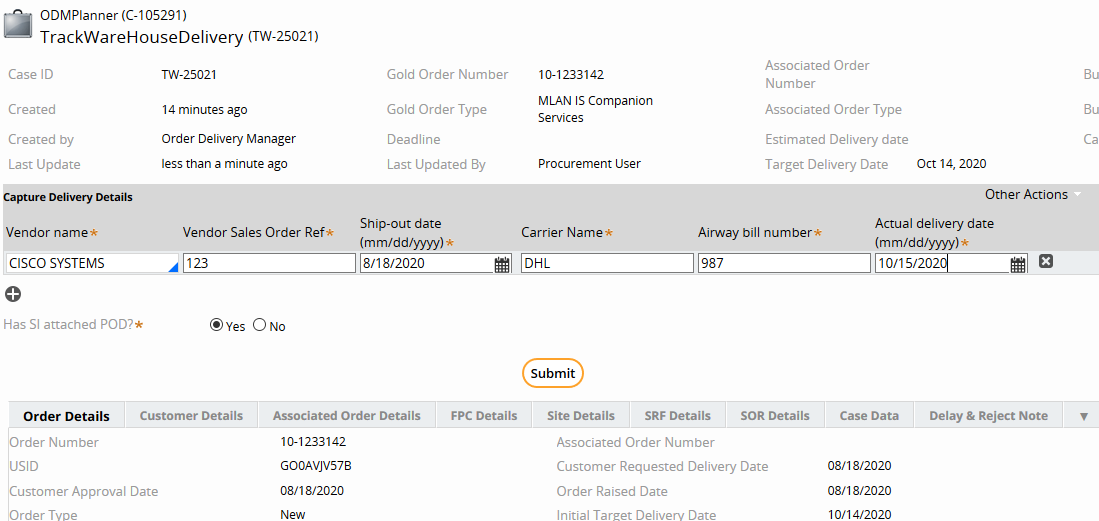 ODMPlanner (C-105291)
TrackWareHouseDelivery (TW-25021)
Case ID TW-25021 Gold Order Number 10-1233142 Associated Order Number Bu
Created 14 minutes ago Gold Order Type MLAN IS Companion Services Associated Order Type Bu
Created by Order Delivery Manager Deadline Estimated Delivery date Ca
Last Update less than a minute ago Last Updated By Procurement User Target Delivery Date Oct 14, 2020
Capture Delivery Details Other Actions
Vendor name* Vendor Sales Order Ref* Ship-out date (mm/dd/yyyy)* Carrier Name* Airway bill number* Actual delivery date (mm/dd/yyyy)*
CISCO SYSTEMS 123 8/18/2020 DHL 987 10/15/2020
Has SI attached POD?* Yes No
Submit
Order Details Customer Details Associated Order Details FPC Details Site Details SRF Details SOR Details Case Data Delay & Reject Note
Order Number 10-1233142 Associated Order Number
USID GO0AVJV57B Customer Requested Delivery Date 08/18/2020
Customer Approval Date 08/18/2020 Order Raised Date 08/18/2020
Order Type New Initial Target Delivery Date 10/14/2020